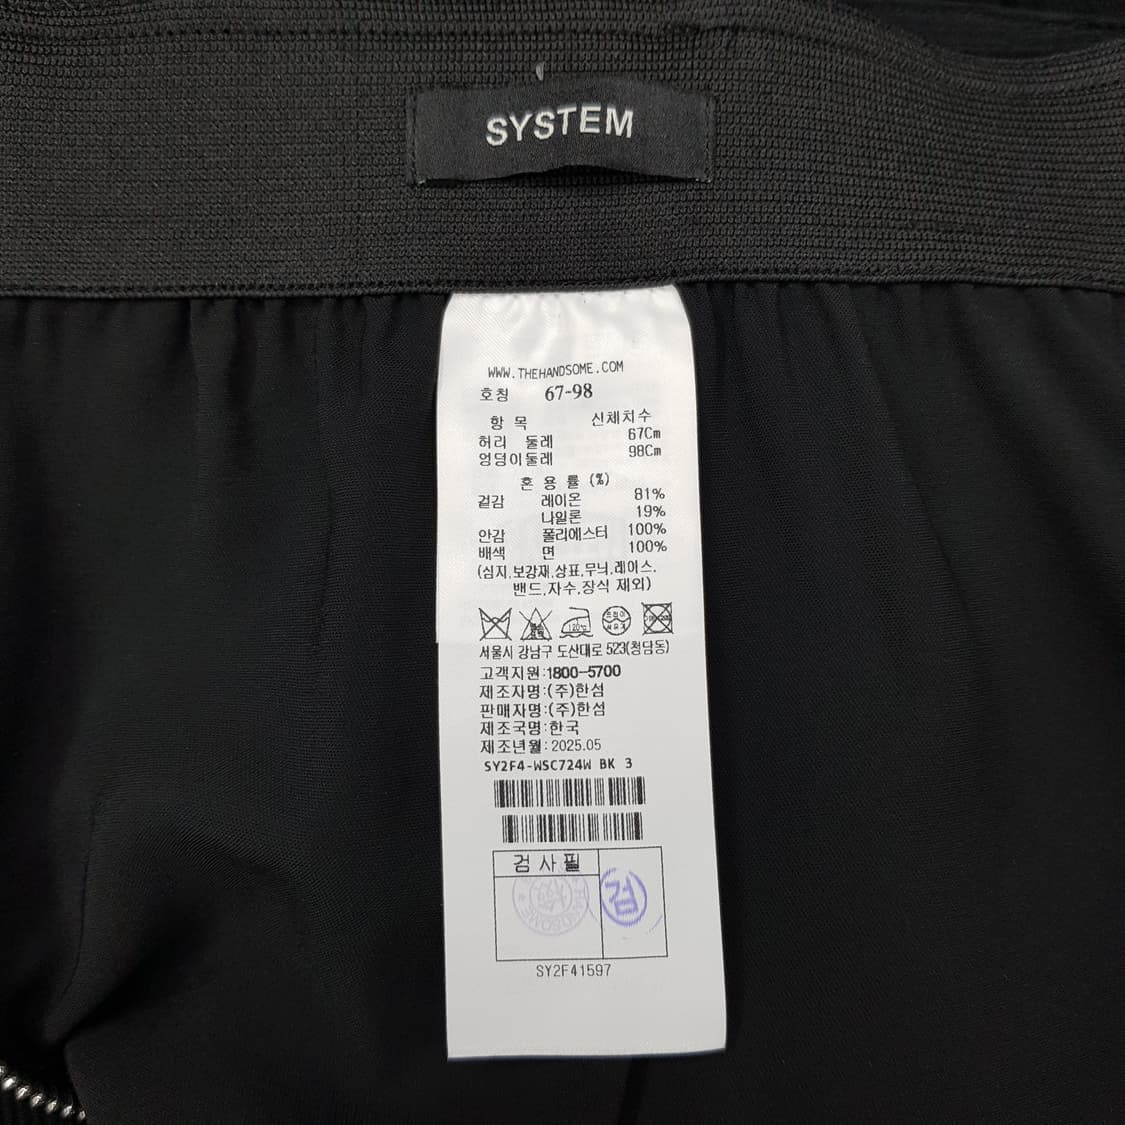 SYSTEM
WWW.THEHANDSOME.COM
호칭 67-98
항 목 신체치수
허리 둘레 67Cm
엉덩이둘레 98Cm
혼 용 률 (%)
겉감 레이온 81%
나일론 19%
안감 폴리에스터 100%
배색 면 100%
(심지,보강재,상표,무늬,레이스,
밴드,자수,장식 제외)
120℃
서울시 강남구 도산대로 523(청담동)
고객지원:1800-5700
제조자명:(주)한섬
판매자명:(주)한섬
제조국명:한국
제조년월:2025.05
SY2F4-WSC724W BK 3
검 사 필
HANDSOME
검
SY2F41597